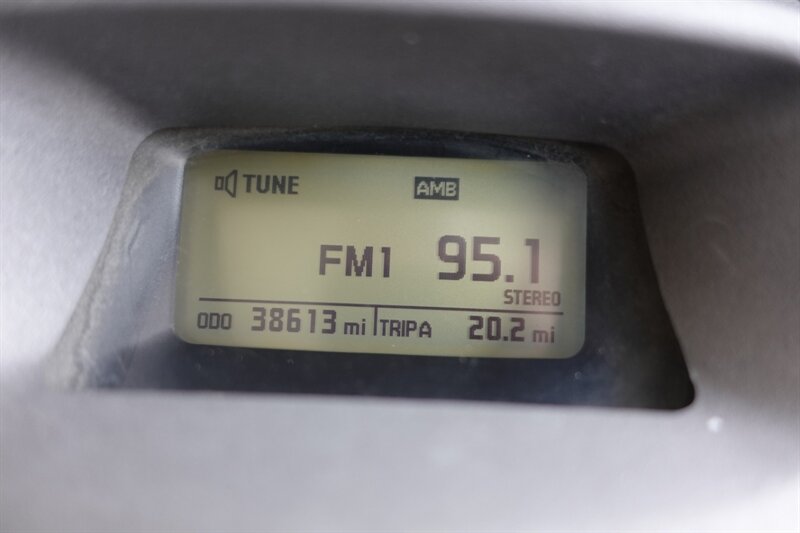 TUNE AMB
FM1 95.1
STEREO
ODO 38613 mi TRIPA 20.2 mi